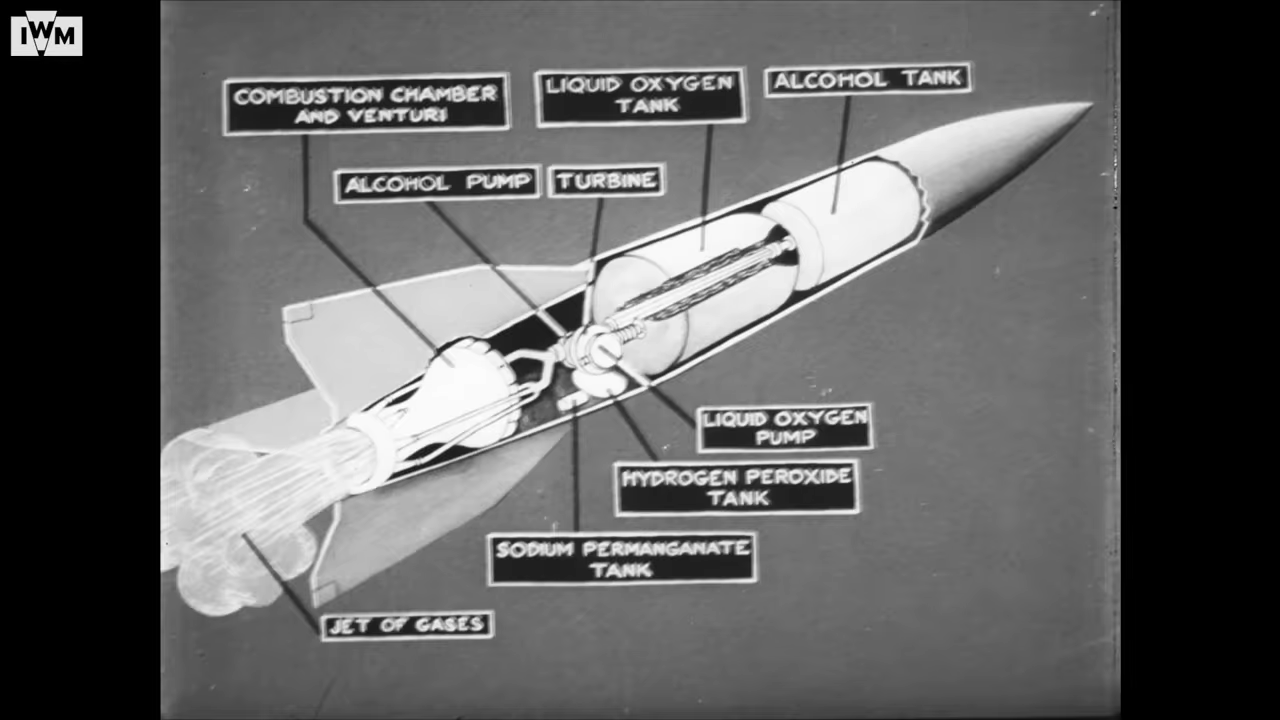 IWM
COMBUSTION CHAMBER
AND VENTURI
LIQUID OXYGEN
TANK
ALCOHOL TANK
ALCOHOL PUMP
TURBINE
LIQUID OXYGEN
PUMP
HYDROGEN PEROXIDE
TANK
SODIUM PERMANGANATE
TANK
JET OF GASES